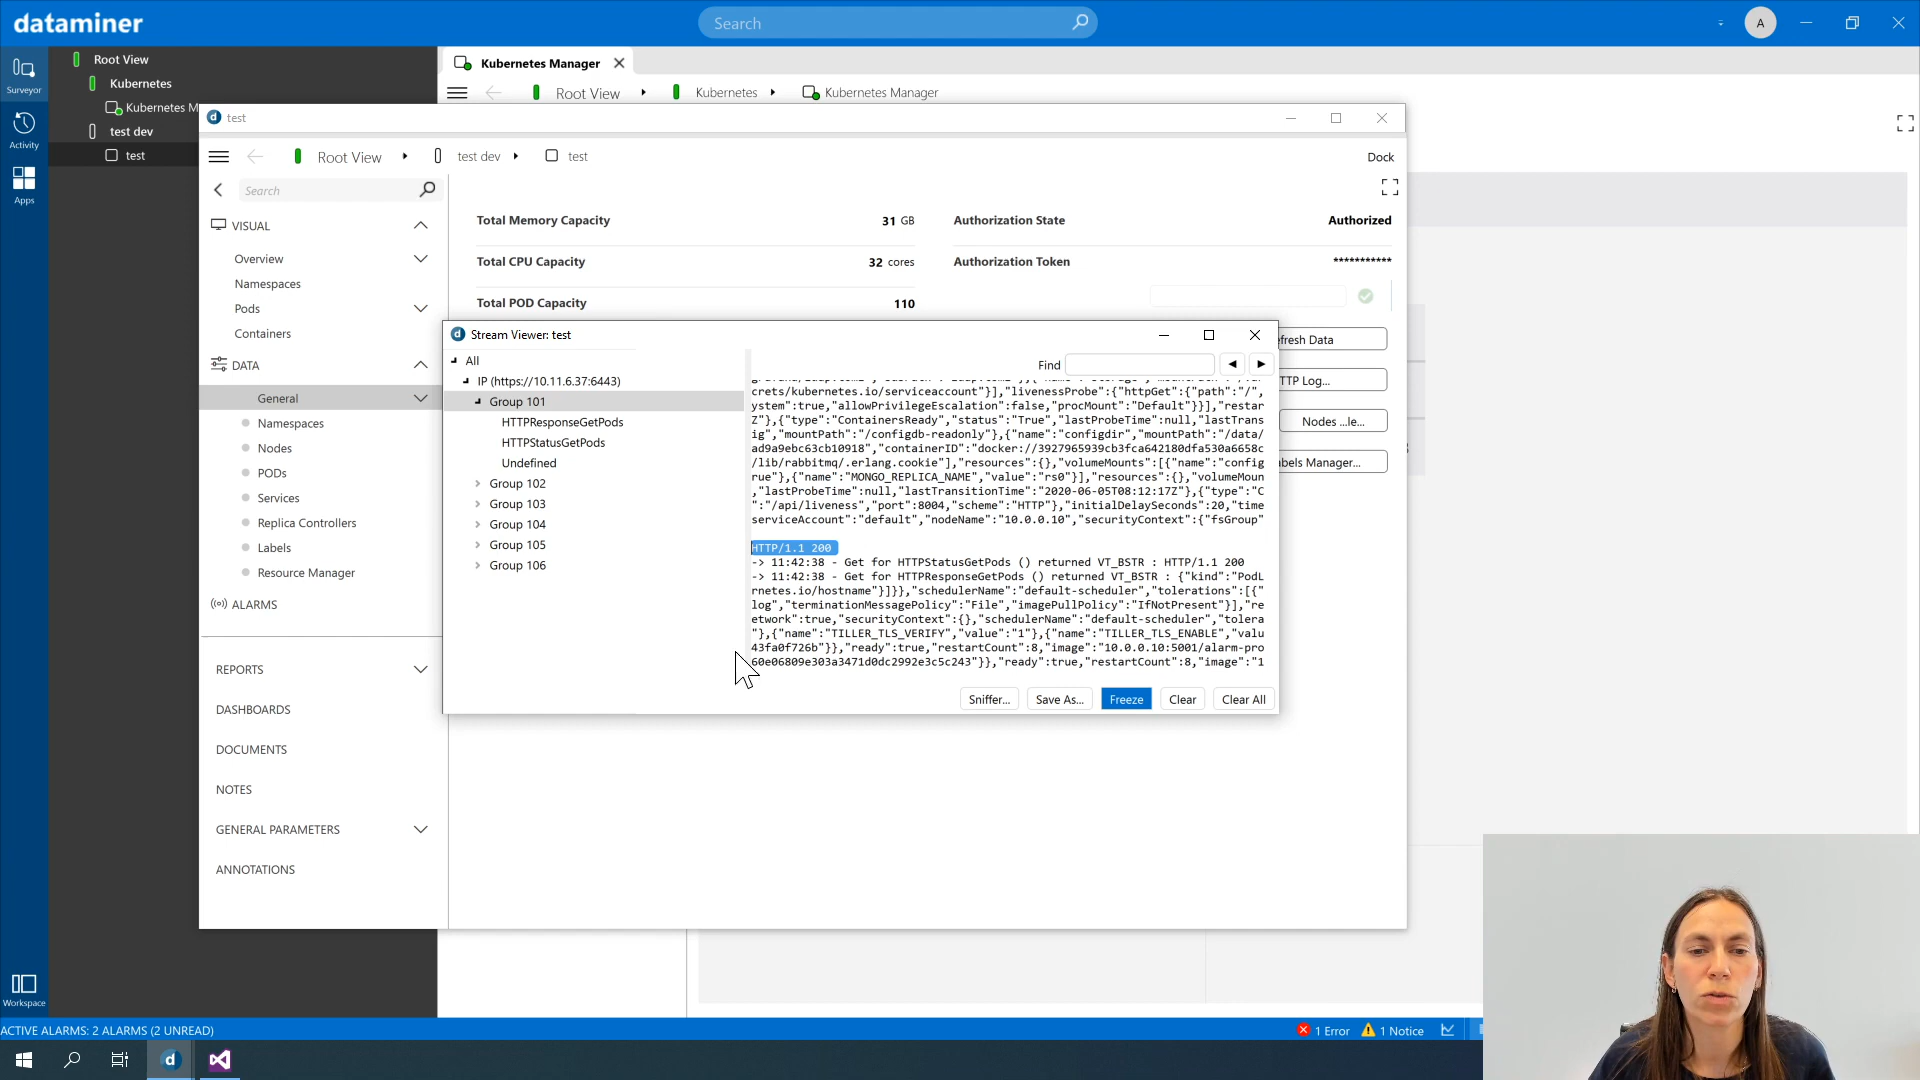 dataminer
Search
A
Surveyor
Activity
Apps
Workspace
Root View
Kubernetes
Kubernetes M
test dev
test
Kubernetes Manager
Root View
Kubernetes
Kubernetes Manager
test
Root View
test dev
test
Dock
Search
VISUAL
Overview
Namespaces
Pods
Containers
DATA
General
Namespaces
Nodes
PODs
Services
Replica Controllers
Labels
Resource Manager
ALARMS
REPORTS
DASHBOARDS
DOCUMENTS
NOTES
GENERAL PARAMETERS
ANNOTATIONS
Total Memory Capacity 31 GB
Total CPU Capacity 32 cores
Total POD Capacity 110
Authorization State Authorized
Authorization Token ***********
efresh Data
TTP Log...
Nodes ...le...
abels Manager...
Stream Viewer: test
All
IP (https://10.11.6.37:6443)
Group 101
HTTPResponseGetPods
HTTPStatusGetPods
Undefined
Group 102
Group 103
Group 104
Group 105
Group 106
Find
crets/kubernetes.io/serviceaccount"}],"livenessProbe":{"httpGet":{"path":"/",
ystem":true,"allowPrivilegeEscalation":false,"procMount":"Default"}}],"restar
Z"},{"type":"ContainersReady","status":"True","lastProbeTime":null,"lastTrans
ig","mountPath":"/configdb-readonly"},{"name":"configdir","mountPath":"/data/
ad9a9ebc63cb10918","containerID":"docker://3927965939cb3fca642180dfa530a6658c
/lib/rabbitmq/.erlang.cookie"],"resources":{},"volumeMounts":[{"name":"config
rue"},{"name":"MONGO_REPLICA_NAME","value":"rs0"}],"resources":{},"volumeMoun
,"lastProbeTime":null,"lastTransitionTime":"2020-06-05T08:12:17Z"},{"type":"C
":"/api/liveness","port":8004,"scheme":"HTTP"},"initialDelaySeconds":20,"time
serviceAccount":"default","nodeName":"10.0.0.10","securityContext":{"fsGroup"
HTTP/1.1 200
-> 11:42:38 - Get for HTTPStatusGetPods () returned VT_BSTR : HTTP/1.1 200
-> 11:42:38 - Get for HTTPResponseGetPods () returned VT_BSTR : {"kind":"PodL
rnetes.io/hostname"}]}},"schedulerName":"default-scheduler","tolerations":[{"
log","terminationMessagePolicy":"File","imagePullPolicy":"IfNotPresent"}],"re
etwork":true,"securityContext":{},"schedulerName":"default-scheduler","tolera
"},{"name":"TILLER_TLS_VERIFY","value":"1"},{"name":"TILLER_TLS_ENABLE","valu
43fa0f726b"}},"ready":true,"restartCount":8,"image":"10.0.0.10:5001/alarm-pro
60e06809e303a3471d0dc2992e3c5c243"}},"ready":true,"restartCount":8,"image":"1
Sniffer... Save As... Freeze Clear Clear All
ACTIVE ALARMS: 2 ALARMS (2 UNREAD)
1 Error 1 Notice